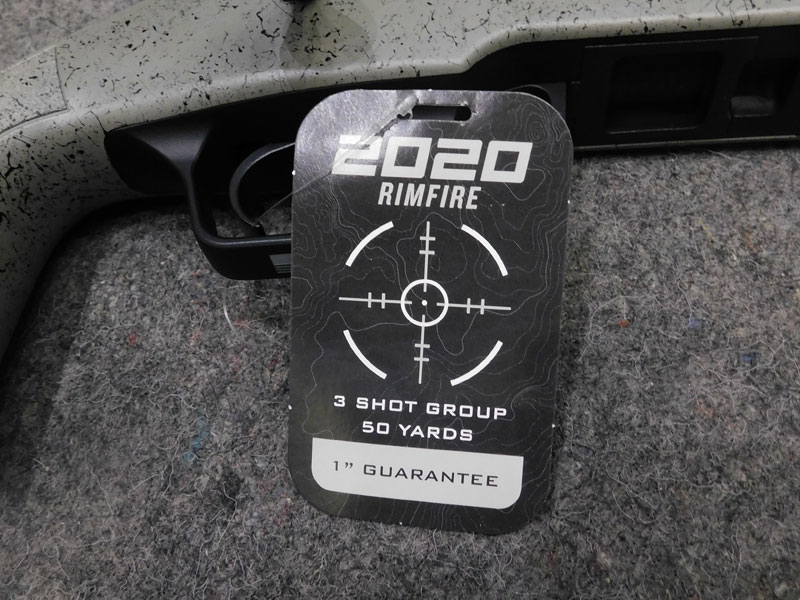 2020
RIMFIRE
3 SHOT GROUP
50 YARDS
1” GUARANTEE